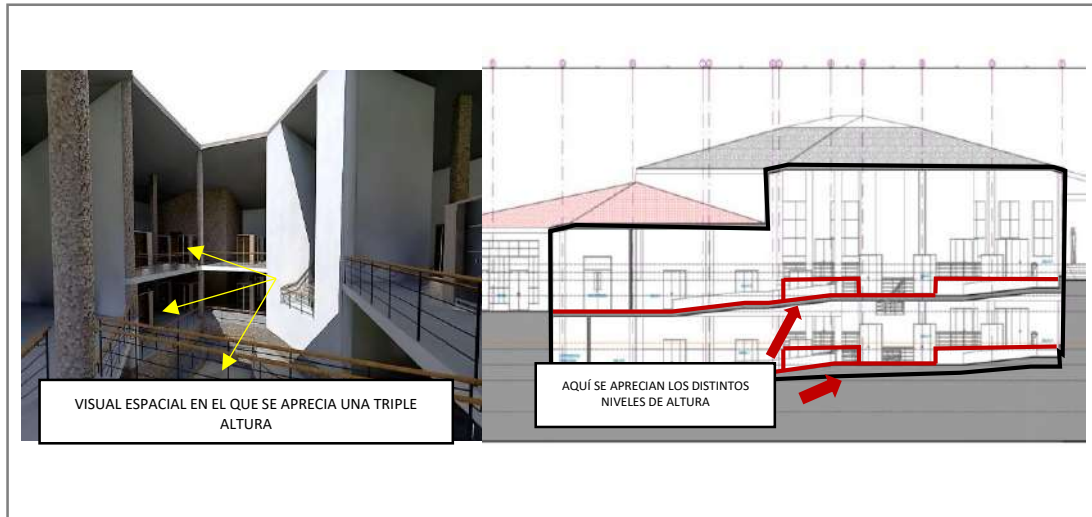 VISUAL ESPACIAL EN EL QUE SE APRECIA UNA TRIPLE
ALTURA
AQUÍ SE APRECIAN LOS DISTINTOS
NIVELES DE ALTURA